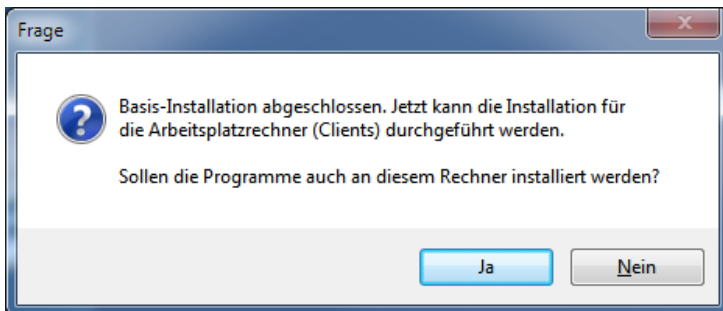 Frage
Basis-Installation abgeschlossen. Jetzt kann die Installation für
die Arbeitsplatzrechner (Clients) durchgeführt werden.
Sollen die Programme auch an diesem Rechner installiert werden?
Ja
Nein